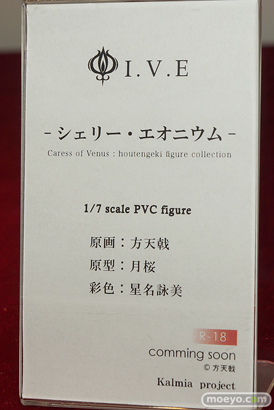 I.V.E
- シェリー・エオニウム -
Caress of Venus : houtengeki figure collection
1/7 scale PVC figure
原画：方天戟
原型：月桜
彩色：星名詠美
R-18
comming soon
© 方天戟
Kalmia project
moeyo.com